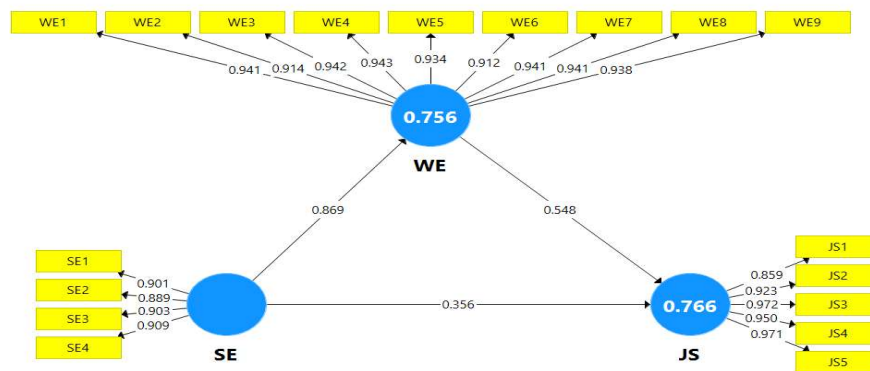 WE1 WE2 WE3 WE4 WE5 WE6 WE7 WE8 WE9
0.941 0.914 0.942 0.943 0.934 0.912 0.941 0.941 0.938
0.756
WE
0.869 0.548
SE1 0.901
SE2 0.889
SE3 0.903
SE4 0.909
SE
0.356
0.859 JS1
0.923 JS2
0.972 JS3
0.950 JS4
0.971 JS5
0.766
JS